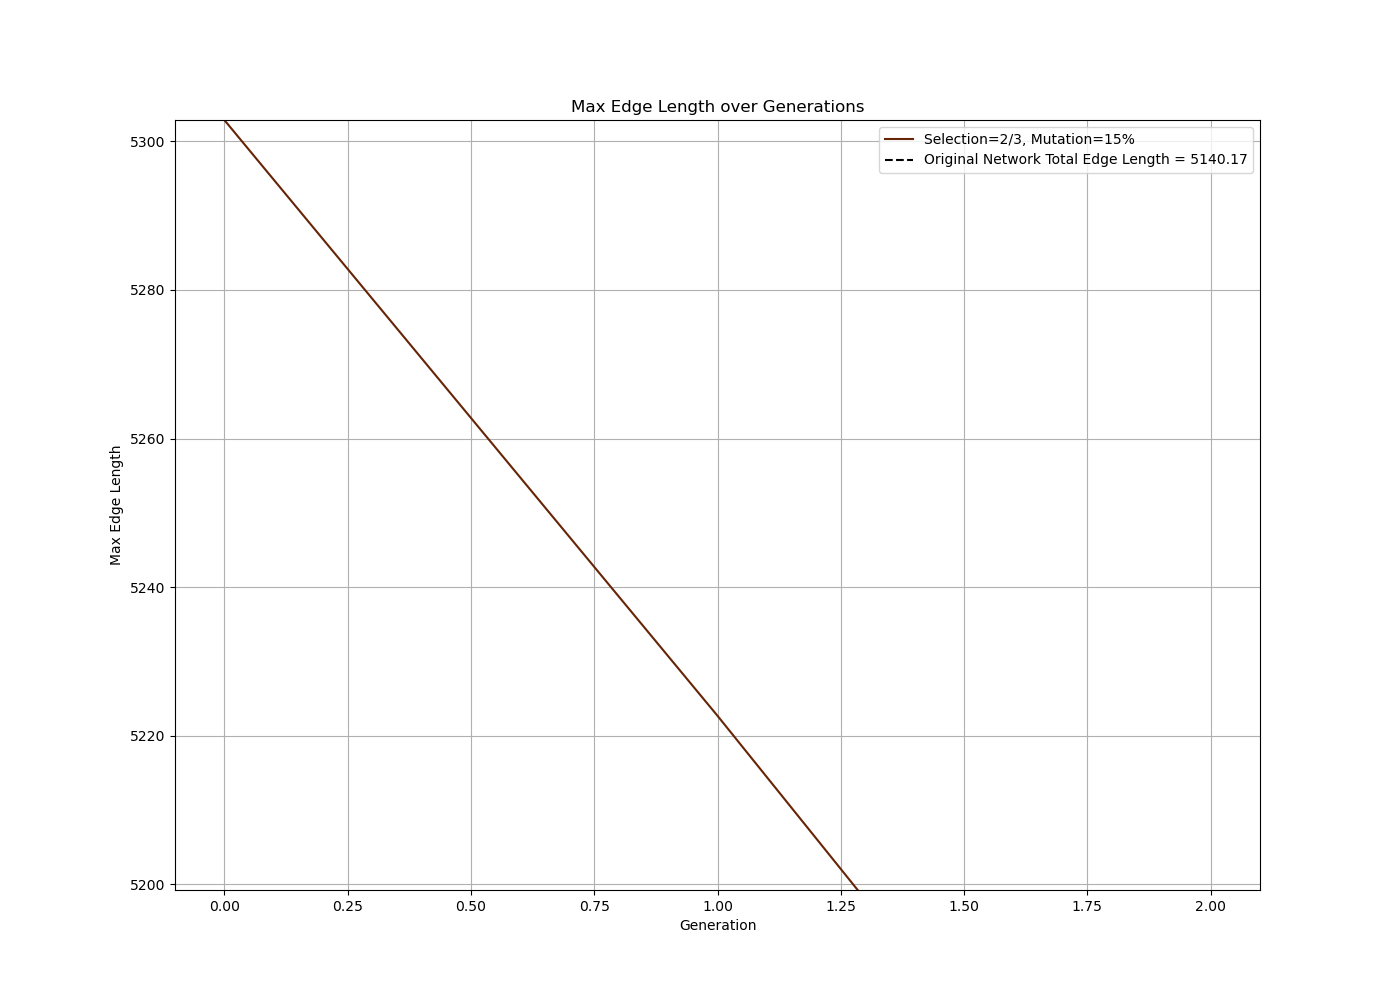 Max Edge Length over Generations
Selection=2/3, Mutation=15%
Original Network Total Edge Length = 5140.17
5300
5280
5260
5240
5220
5200
Max Edge Length
0.00 0.25 0.50 0.75 1.00 1.25 1.50 1.75 2.00
Generation